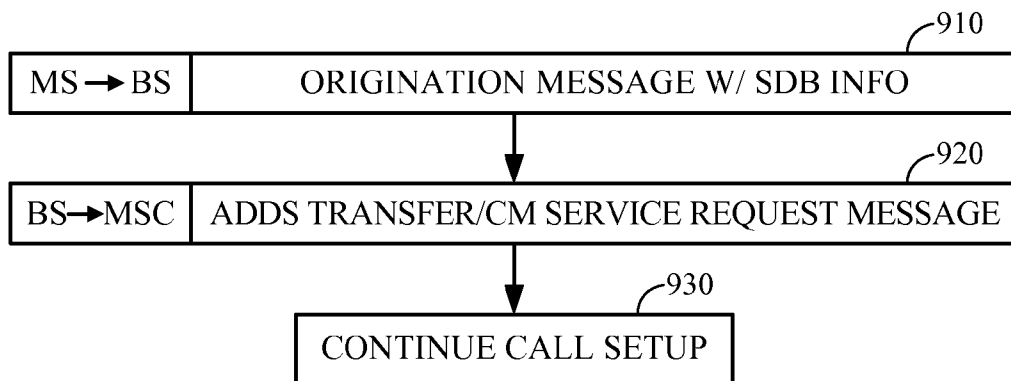 910
MS → BS ORIGINATION MESSAGE W/ SDB INFO
920
BS→MSC ADDS TRANSFER/CM SERVICE REQUEST MESSAGE
930
CONTINUE CALL SETUP